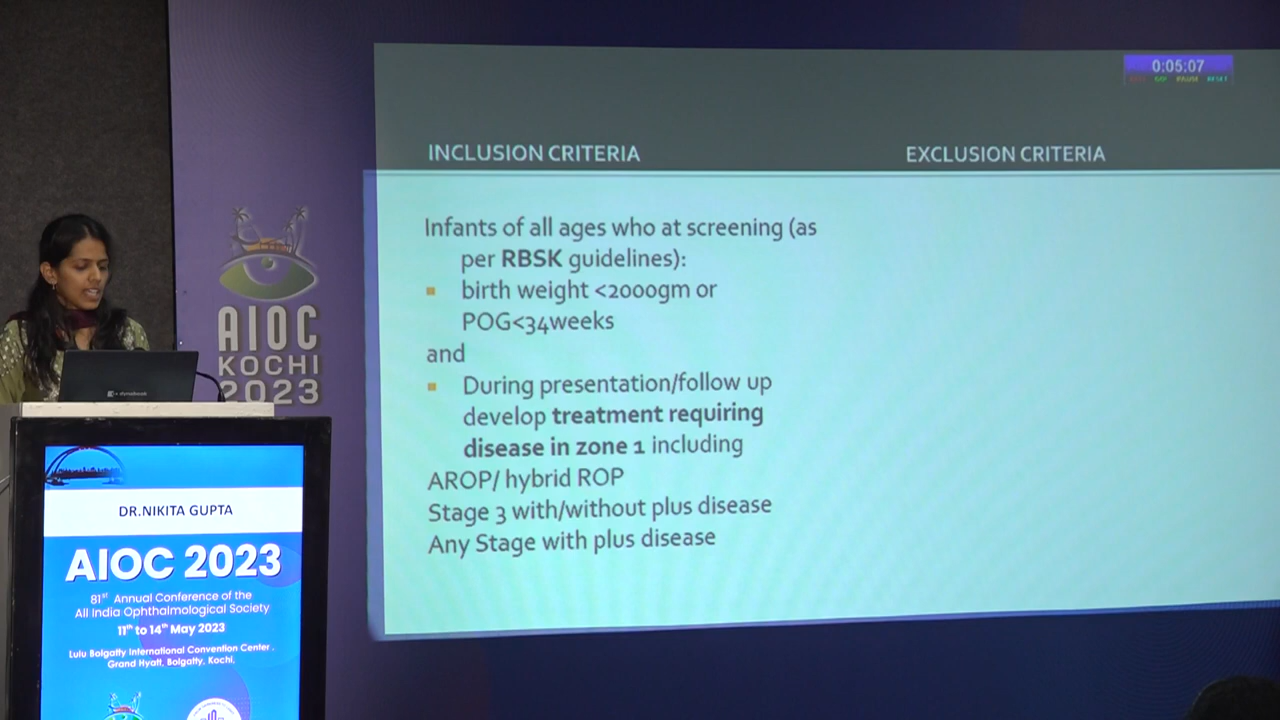 0:05:07
PAUSE
RESET
INCLUSION CRITERIA
EXCLUSION CRITERIA
Infants of all ages who at screening (as
per RBSK guidelines):
birth weight <2000gm or
POG<34weeks
and
During presentation/follow up
develop treatment requiring
disease in zone 1 including
AROP/ hybrid ROP
Stage 3 with/without plus disease
Any Stage with plus disease
AIOC
KOCHI
2023
dynabook
DR.NIKITA GUPTA
AIOC 2023
81st Annual Conference of the
All India Ophthalmological Society
11th to 14th May 2023
Lulu Bolgatty International Convention Center .
Grand Hyatt, Bolgatty, Kochi,